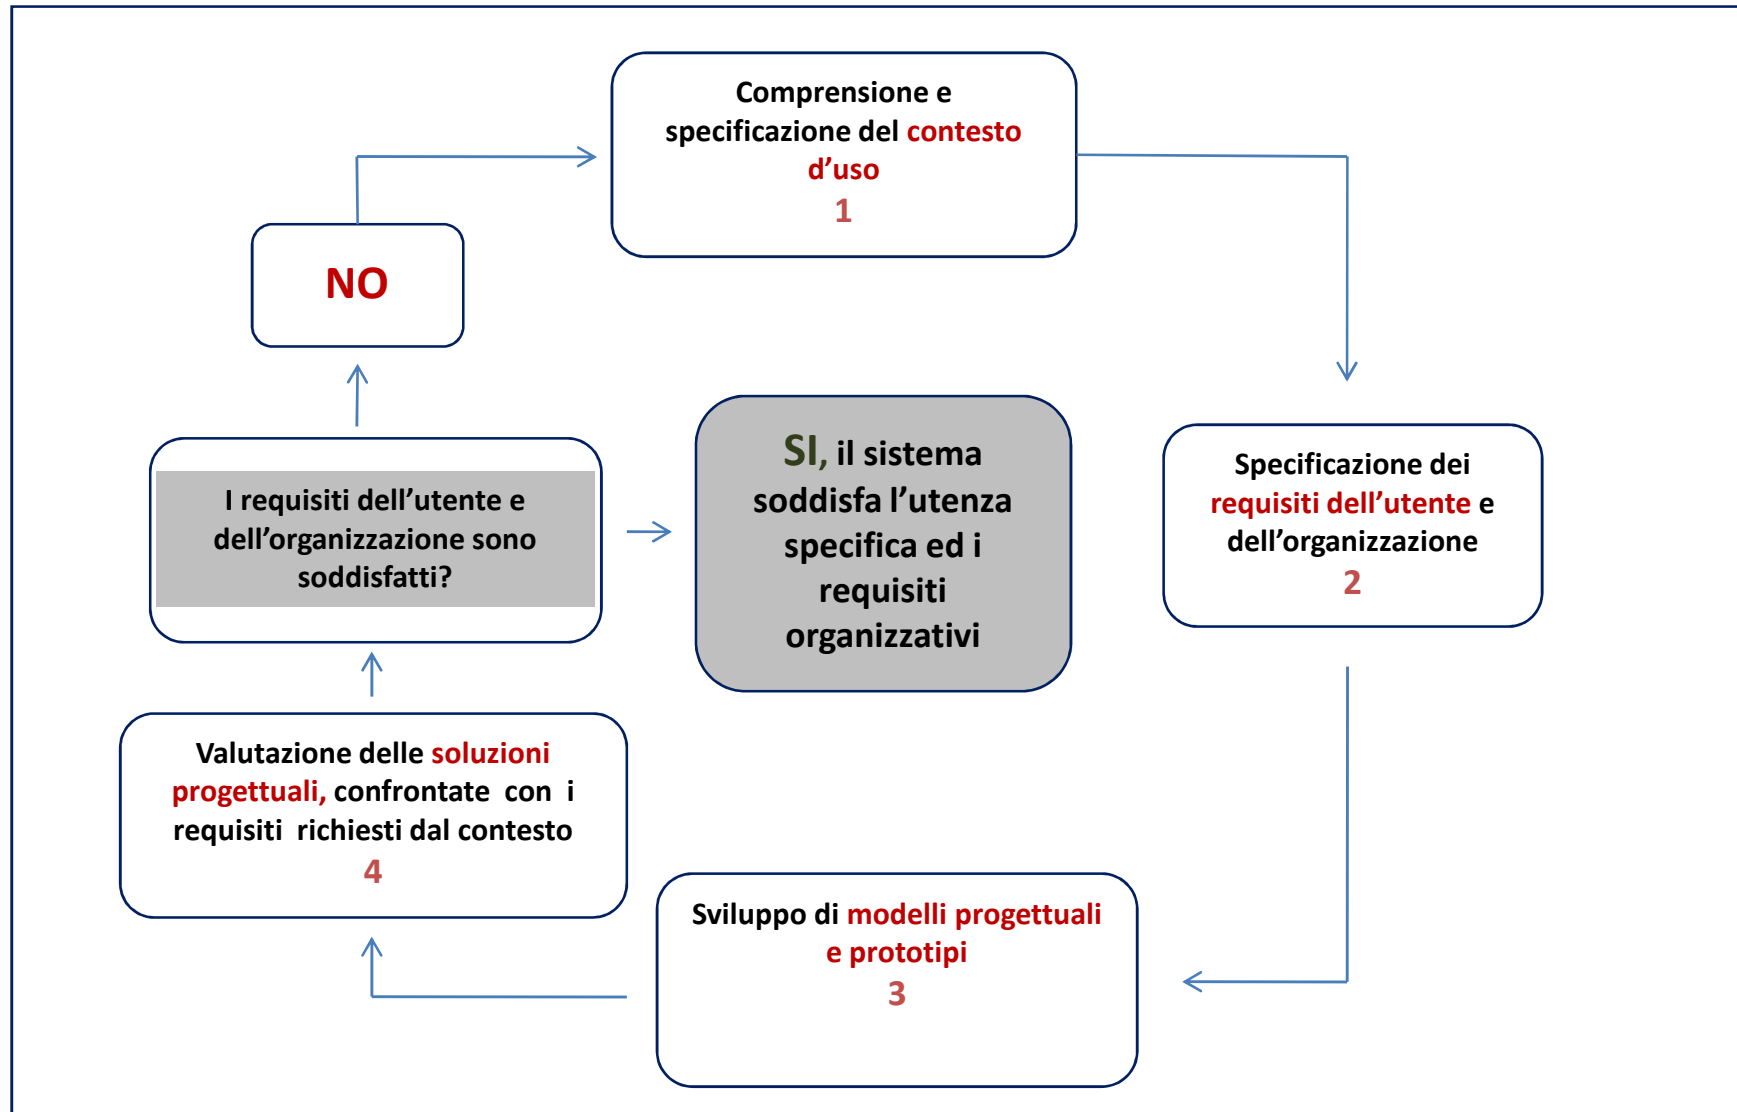 Comprensione e
specificazione del contesto
d’uso
1
NO
I requisiti dell’utente e
dell’organizzazione sono
soddisfatti?
SI, il sistema
soddisfa l’utenza
specifica ed i
requisiti
organizzativi
Specificazione dei
requisiti dell’utente e
dell’organizzazione
2
Valutazione delle soluzioni
progettuali, confrontate con i
requisiti richiesti dal contesto
4
Sviluppo di modelli progettuali
e prototipi
3